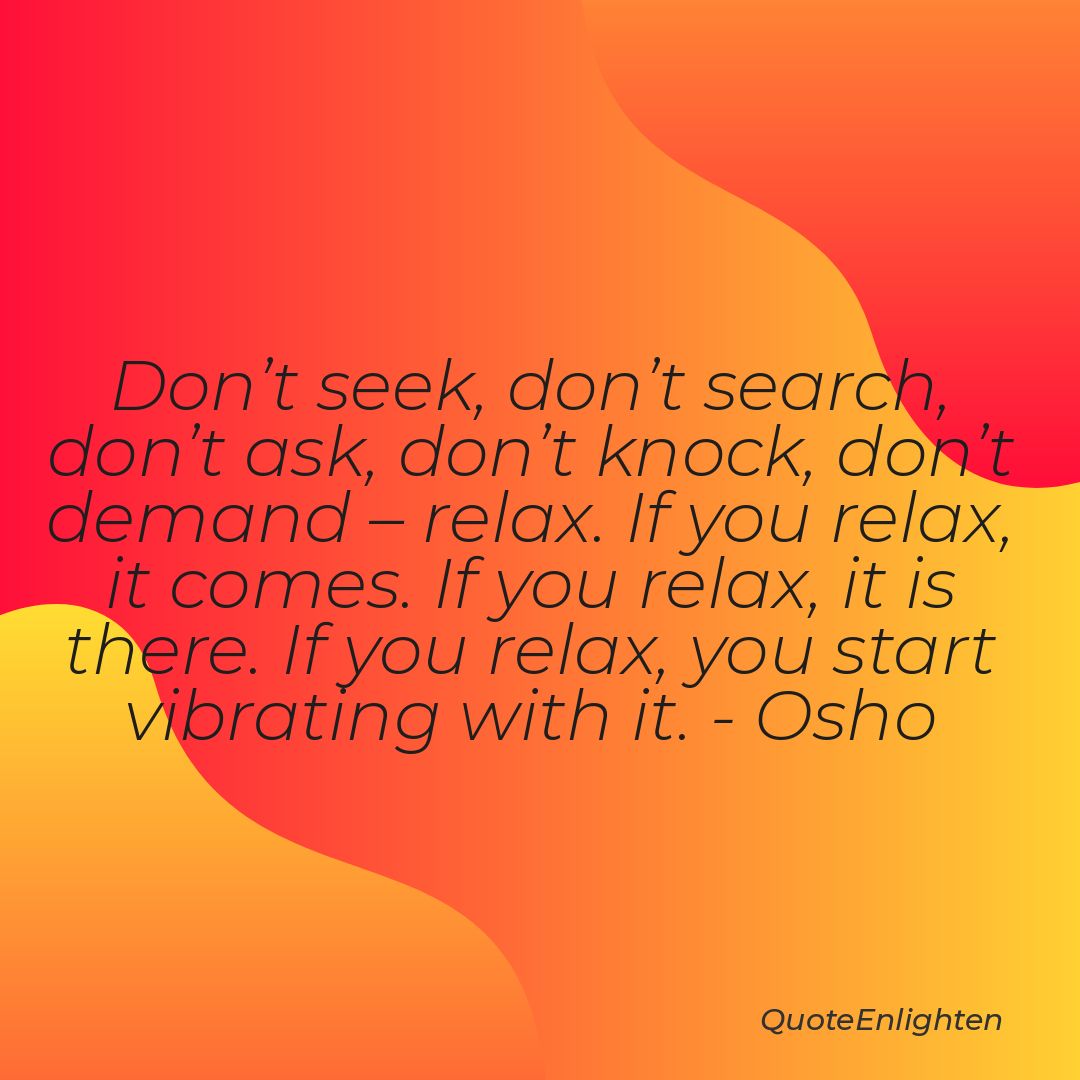 Don’t seek, don’t search,
don’t ask, don’t knock, don’t
demand – relax. If you relax,
it comes. If you relax, it is
there. If you relax, you start
vibrating with it. - Osho
QuoteEnlighten